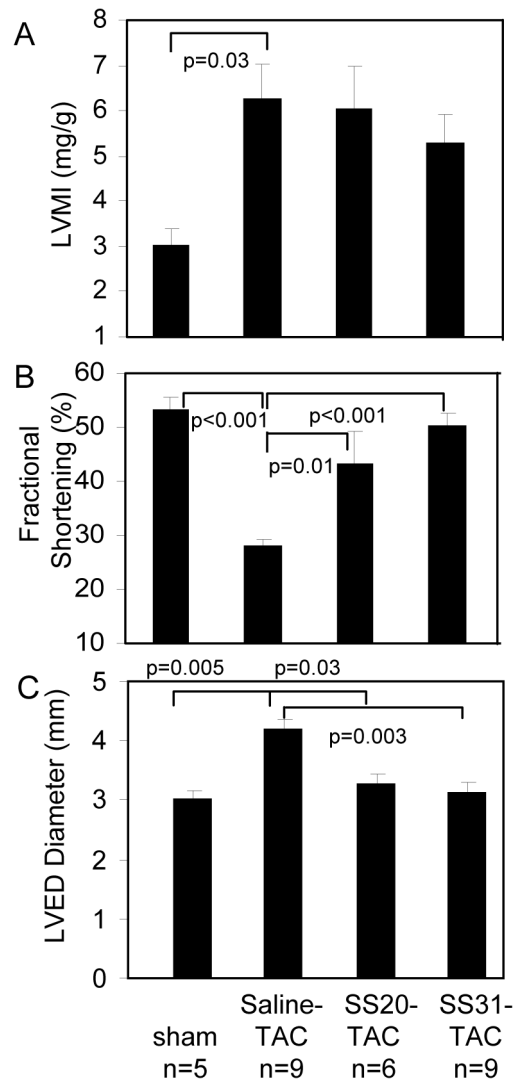 A
LVMI (mg/g)
8
7
6
5
4
3
2
1
p=0.03
B
Fractional
Shortening (%)
60
50
40
30
20
10
p<0.001
p<0.001
p=0.01
C
LVED Diameter (mm)
p=0.005 p=0.03
5
4
3
2
1
0
p=0.003
Saline- SS20- SS31-
sham TAC TAC TAC
n=5 n=9 n=6 n=9